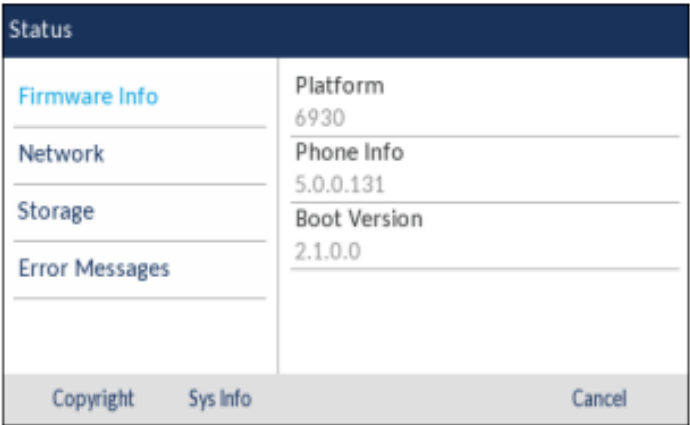 Status
Firmware Info
Network
Storage
Error Messages
Platform
6930
Phone Info
5.0.0.131
Boot Version
2.1.0.0
Copyright Sys Info Cancel